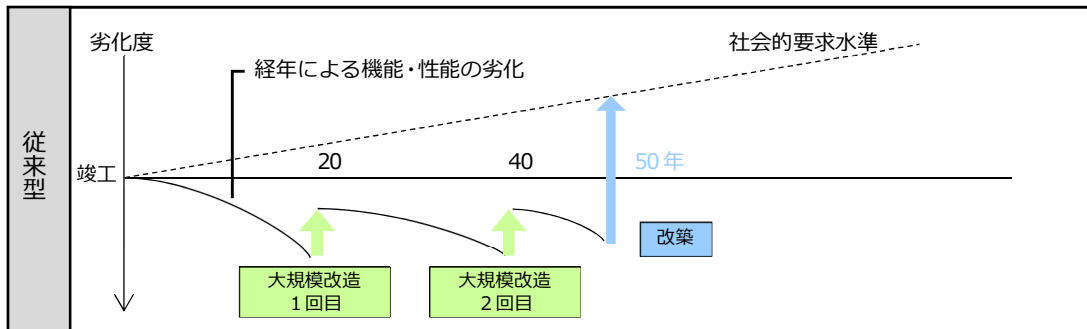 従来型
劣化度
社会的要求水準
経年による機能・性能の劣化
竣工
20
40
50年
改築
大規模改造
1回目
大規模改造
2回目